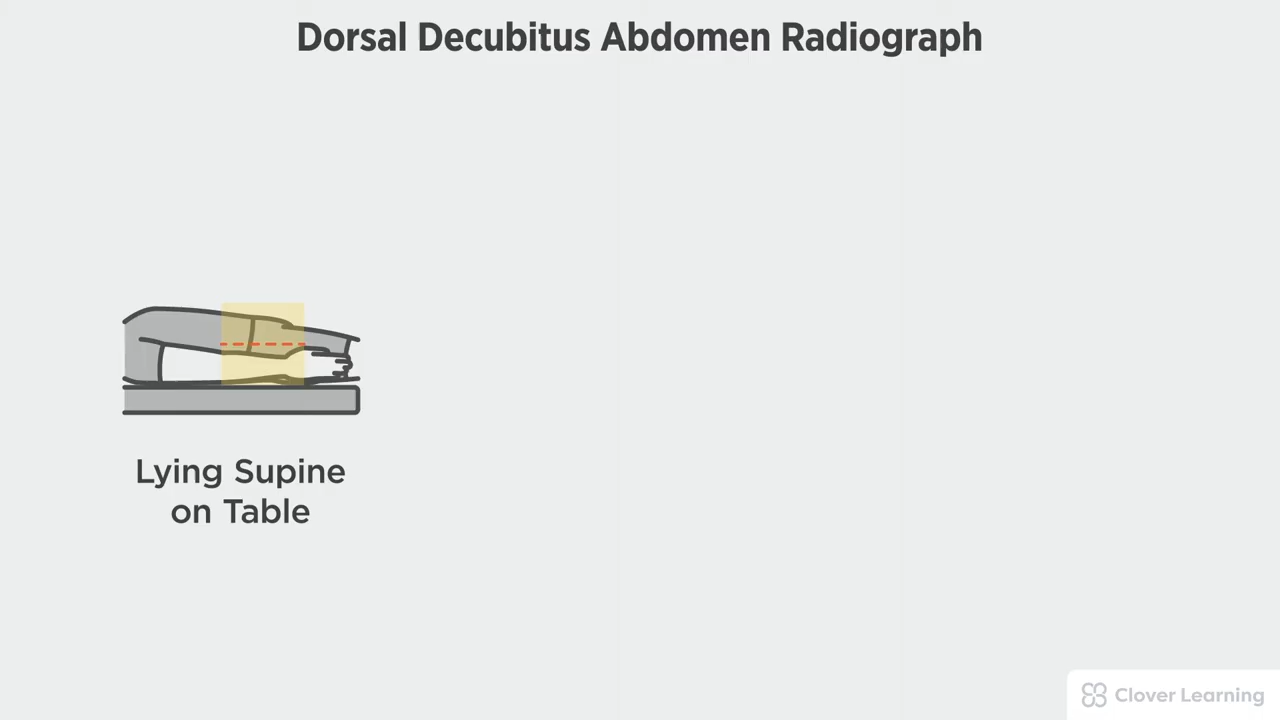 Dorsal Decubitus Abdomen Radiograph
Lying Supine
on Table
Clover Learning